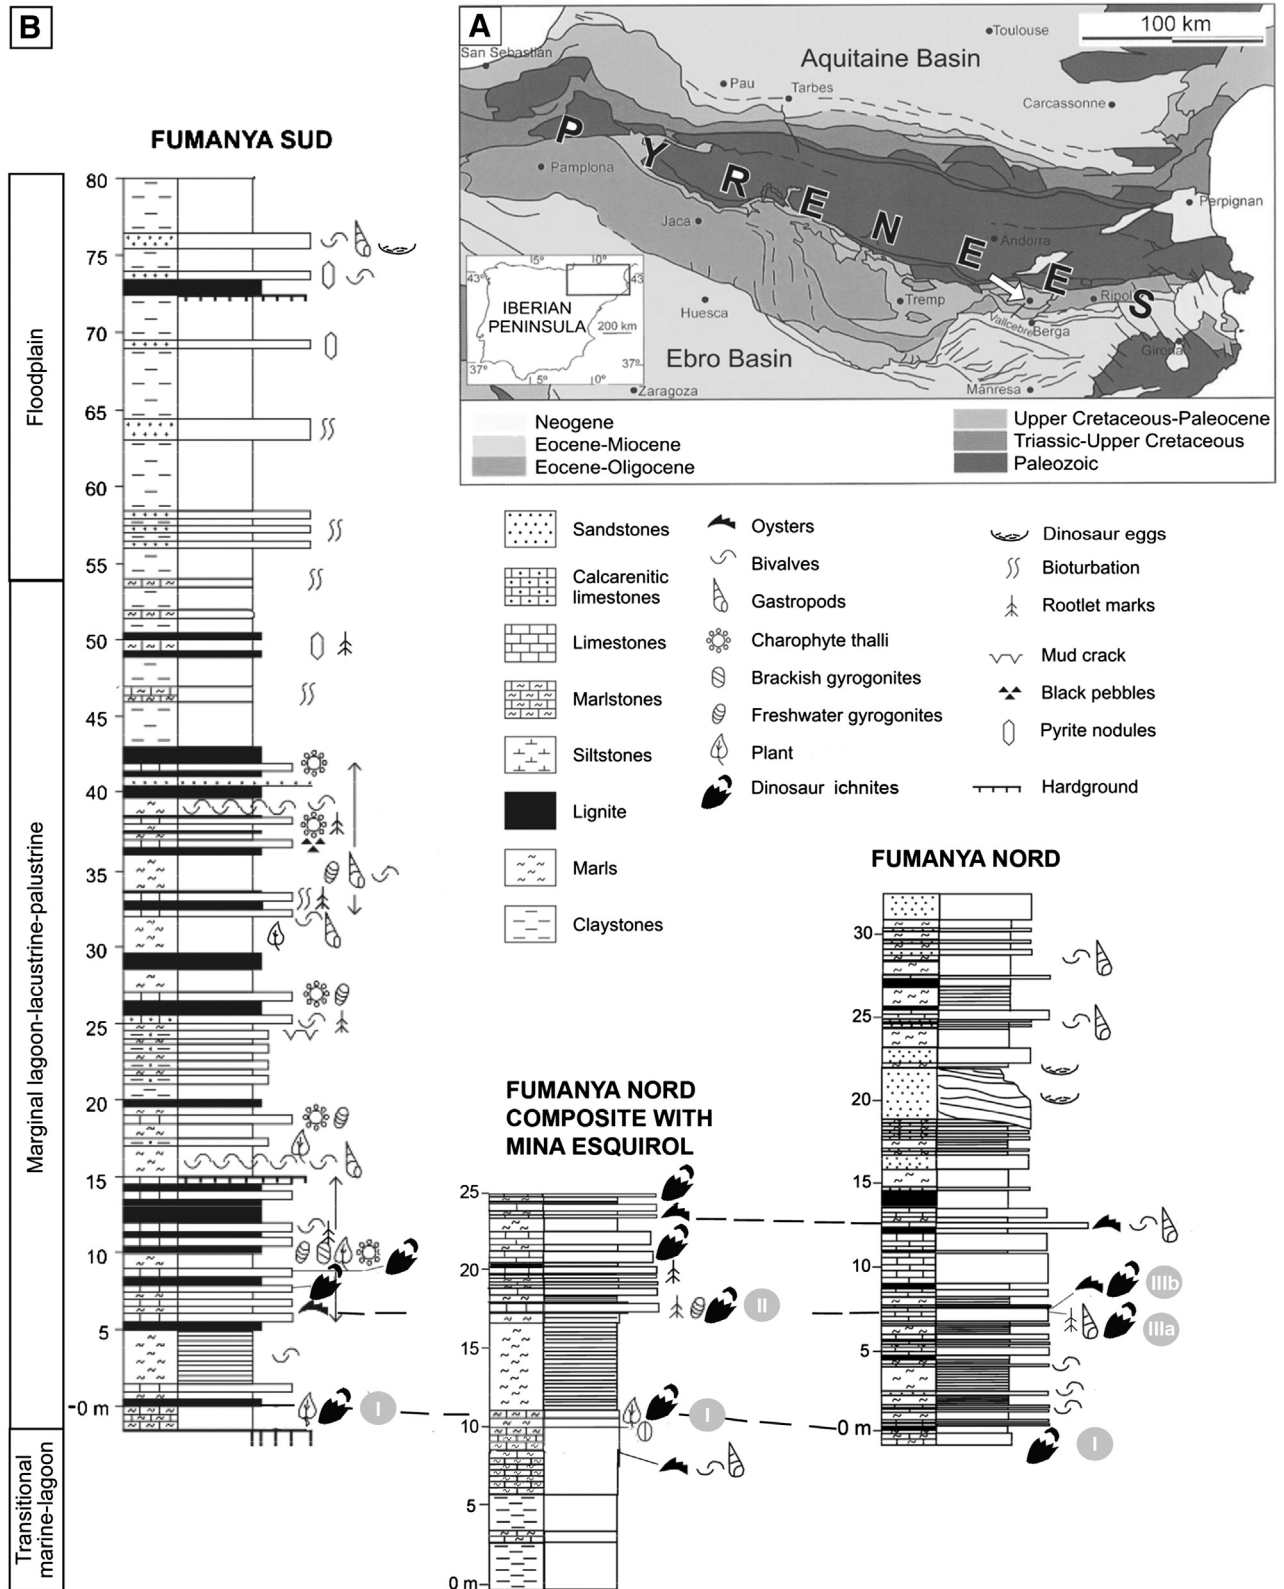 B
A
100 km
Toulouse
San Sebastian
Aquitaine Basin
Pau
Tarbes
Carcassonne
PYRENEES
Pamplona
Perpignan
Jaca
Andorra
Tremp
Ripoll
Huesca
Vallcebre
Berga
Girona
Ebro Basin
Manresa
Zaragoza
5°
10°
43°
43
IBERIAN
PENINSULA
200 km
37°
37°
5°
10°
Neogene
Eocene-Miocene
Eocene-Oligocene
Upper Cretaceous-Paleocene
Triassic-Upper Cretaceous
Paleozoic
FUMANYA SUD
80
75
70
65
60
55
50
45
40
35
30
25
20
15
10
5
0 m
Floodplain
Marginal lagoon-lacustrine-palustrine
Transitional
marine-lagoon
I
Sandstones
Calcarenitic
limestones
Limestones
Marlstones
Siltstones
Lignite
Marls
Claystones
Oysters
Bivalves
Gastropods
Charophyte thalli
Brackish gyrogonites
Freshwater gyrogonites
Plant
Dinosaur ichnites
Dinosaur eggs
Bioturbation
Rootlet marks
Mud crack
Black pebbles
Pyrite nodules
Hardground
FUMANYA NORD
COMPOSITE WITH
MINA ESQUIROL
25
20
15
10
5
0 m
II
I
FUMANYA NORD
30
25
20
15
10
5
0 m
IIIb
IIIa
I